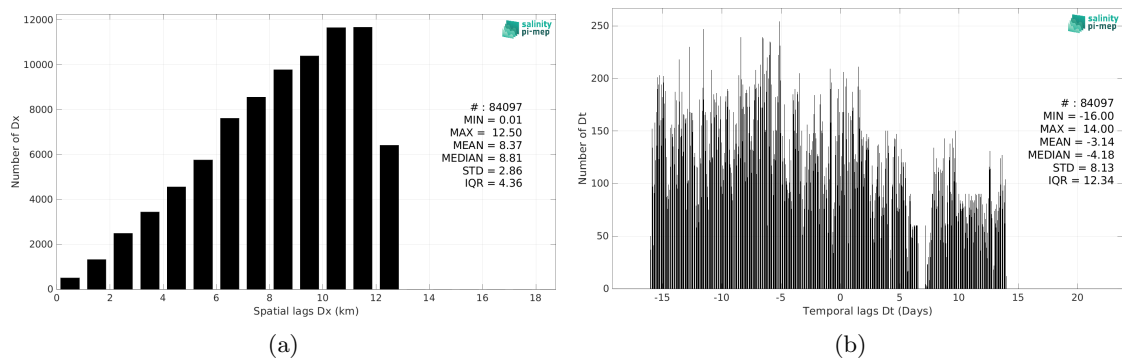 12000
10000
8000
6000
4000
2000
0
Number of Dx
0 2 4 6 8 10 12 14 16 18
Spatial lags Dx (km)
salinity
pi-mep
# : 84097
MIN = 0.01
MAX = 12.50
MEAN = 8.37
MEDIAN = 8.81
STD = 2.86
IQR = 4.36
(a)
250
200
150
100
50
0
Number of Dt
-15 -10 -5 0 5 10 15 20
Temporal lags Dt (Days)
salinity
pi-mep
# : 84097
MIN = -16.00
MAX = 14.00
MEAN = -3.14
MEDIAN = -4.18
STD = 8.13
IQR = 12.34
(b)